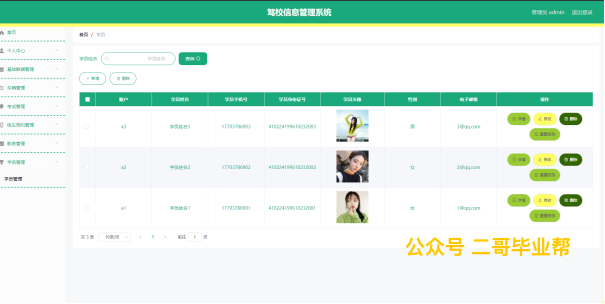 驾校信息管理系统
管理员 admin 退出登录
首页
首页 / 学员
个人中心
学员姓名 学员姓名 查询
基础数据管理
新增 删除
车辆管理
账户 学员姓名 学员手机号 学员身份证号 学员头像 性别 电子邮箱 操作
考试管理
a3 学员姓名3 17703786903 410224199610232003 男 3@qq.com 详情 修改 删除
重置密码
教练管理
a2 学员姓名2 17703786902 410224199610232002 女 2@qq.com 详情 修改 删除
学员管理
重置密码
学员管理
a1 学员姓名1 17703786901 410224199610232001 女 1@qq.com 详情 修改 删除
重置密码
共 3 条 10条/页 1 前往 1 页
公众号 二哥毕业帮